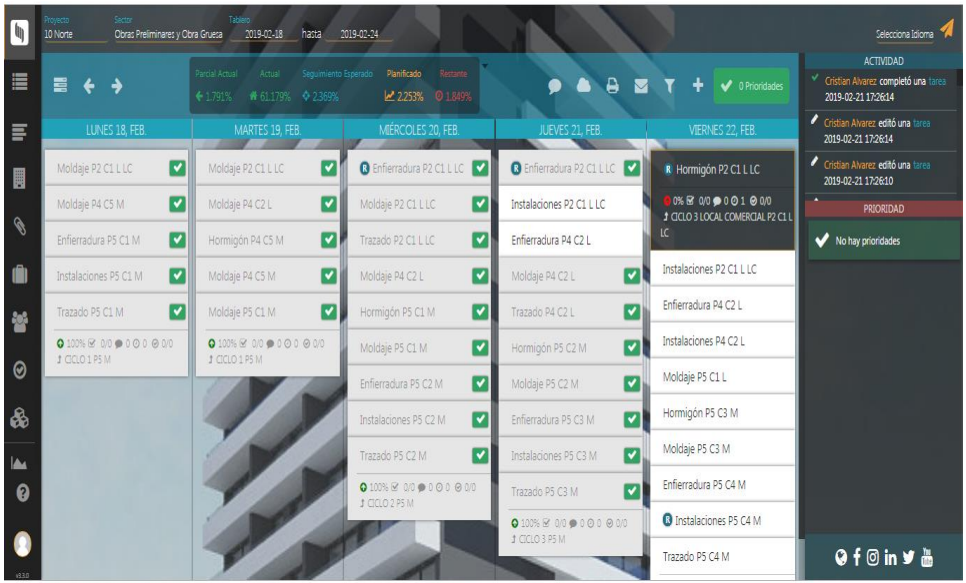 Proyecto Sector Tablero
10 Norte Obras Preliminares y Obra Gruesa 2019-02-18 hasta 2019-02-24 Selecciona Idioma
Parcial Actual Actual Seguimiento Esperado Planificado Restante
1.791% 61.179% 2.369% 2.253% 1.849%
0 Prioridades
LUNES 18, FEB.
Moldaje P2 C1 L LC
Moldaje P4 C5 M
Enfierradura P5 C1 M
Instalaciones P5 C1 M
Trazado P5 C1 M
100% 0/0 0 0 0/0
CICLO 1 P5 M
MARTES 19, FEB.
Moldaje P2 C1 L LC
Moldaje P4 C2 L
Hormigón P4 C5 M
Moldaje P4 C5 M
Moldaje P5 C1 M
100% 0/0 0 0 0/0
CICLO 1 P5 M
MIÉRCOLES 20, FEB.
R Enfierradura P2 C1 L LC
Moldaje P2 C1 L LC
Trazado P2 C1 L LC
Moldaje P4 C2 L
Hormigón P5 C1 M
Moldaje P5 C1 M
Enfierradura P5 C2 M
Instalaciones P5 C2 M
Trazado P5 C2 M
100% 0/0 0 0 0/0
CICLO 2 P5 M
JUEVES 21, FEB.
R Enfierradura P2 C1 L LC
Instalaciones P2 C1 L LC
Enfierradura P4 C2 L
Moldaje P4 C2 L
Trazado P4 C2 L
Hormigón P5 C2 M
Moldaje P5 C2 M
Enfierradura P5 C3 M
Instalaciones P5 C3 M
Trazado P5 C3 M
100% 0/0 0 0 0/0
CICLO 3 P5 M
VIERNES 22, FEB.
R Hormigón P2 C1 L LC
0% 0/0 0 1 0/0
CICLO 3 LOCAL COMERCIAL P2 C1 L
LC
Instalaciones P2 C1 L LC
Enfierradura P4 C2 L
Instalaciones P4 C2 L
Moldaje P5 C1 L
Hormigón P5 C3 M
Moldaje P5 C3 M
Enfierradura P5 C4 M
R Instalaciones P5 C4 M
Trazado P5 C4 M
ACTIVIDAD
Cristian Alvarez completó una tarea
2019-02-21 17:26:14
Cristian Alvarez editó una tarea
2019-02-21 17:26:14
Cristian Alvarez editó una tarea
2019-02-21 17:26:10
PRIORIDAD
No hay prioridades
v3.3.0